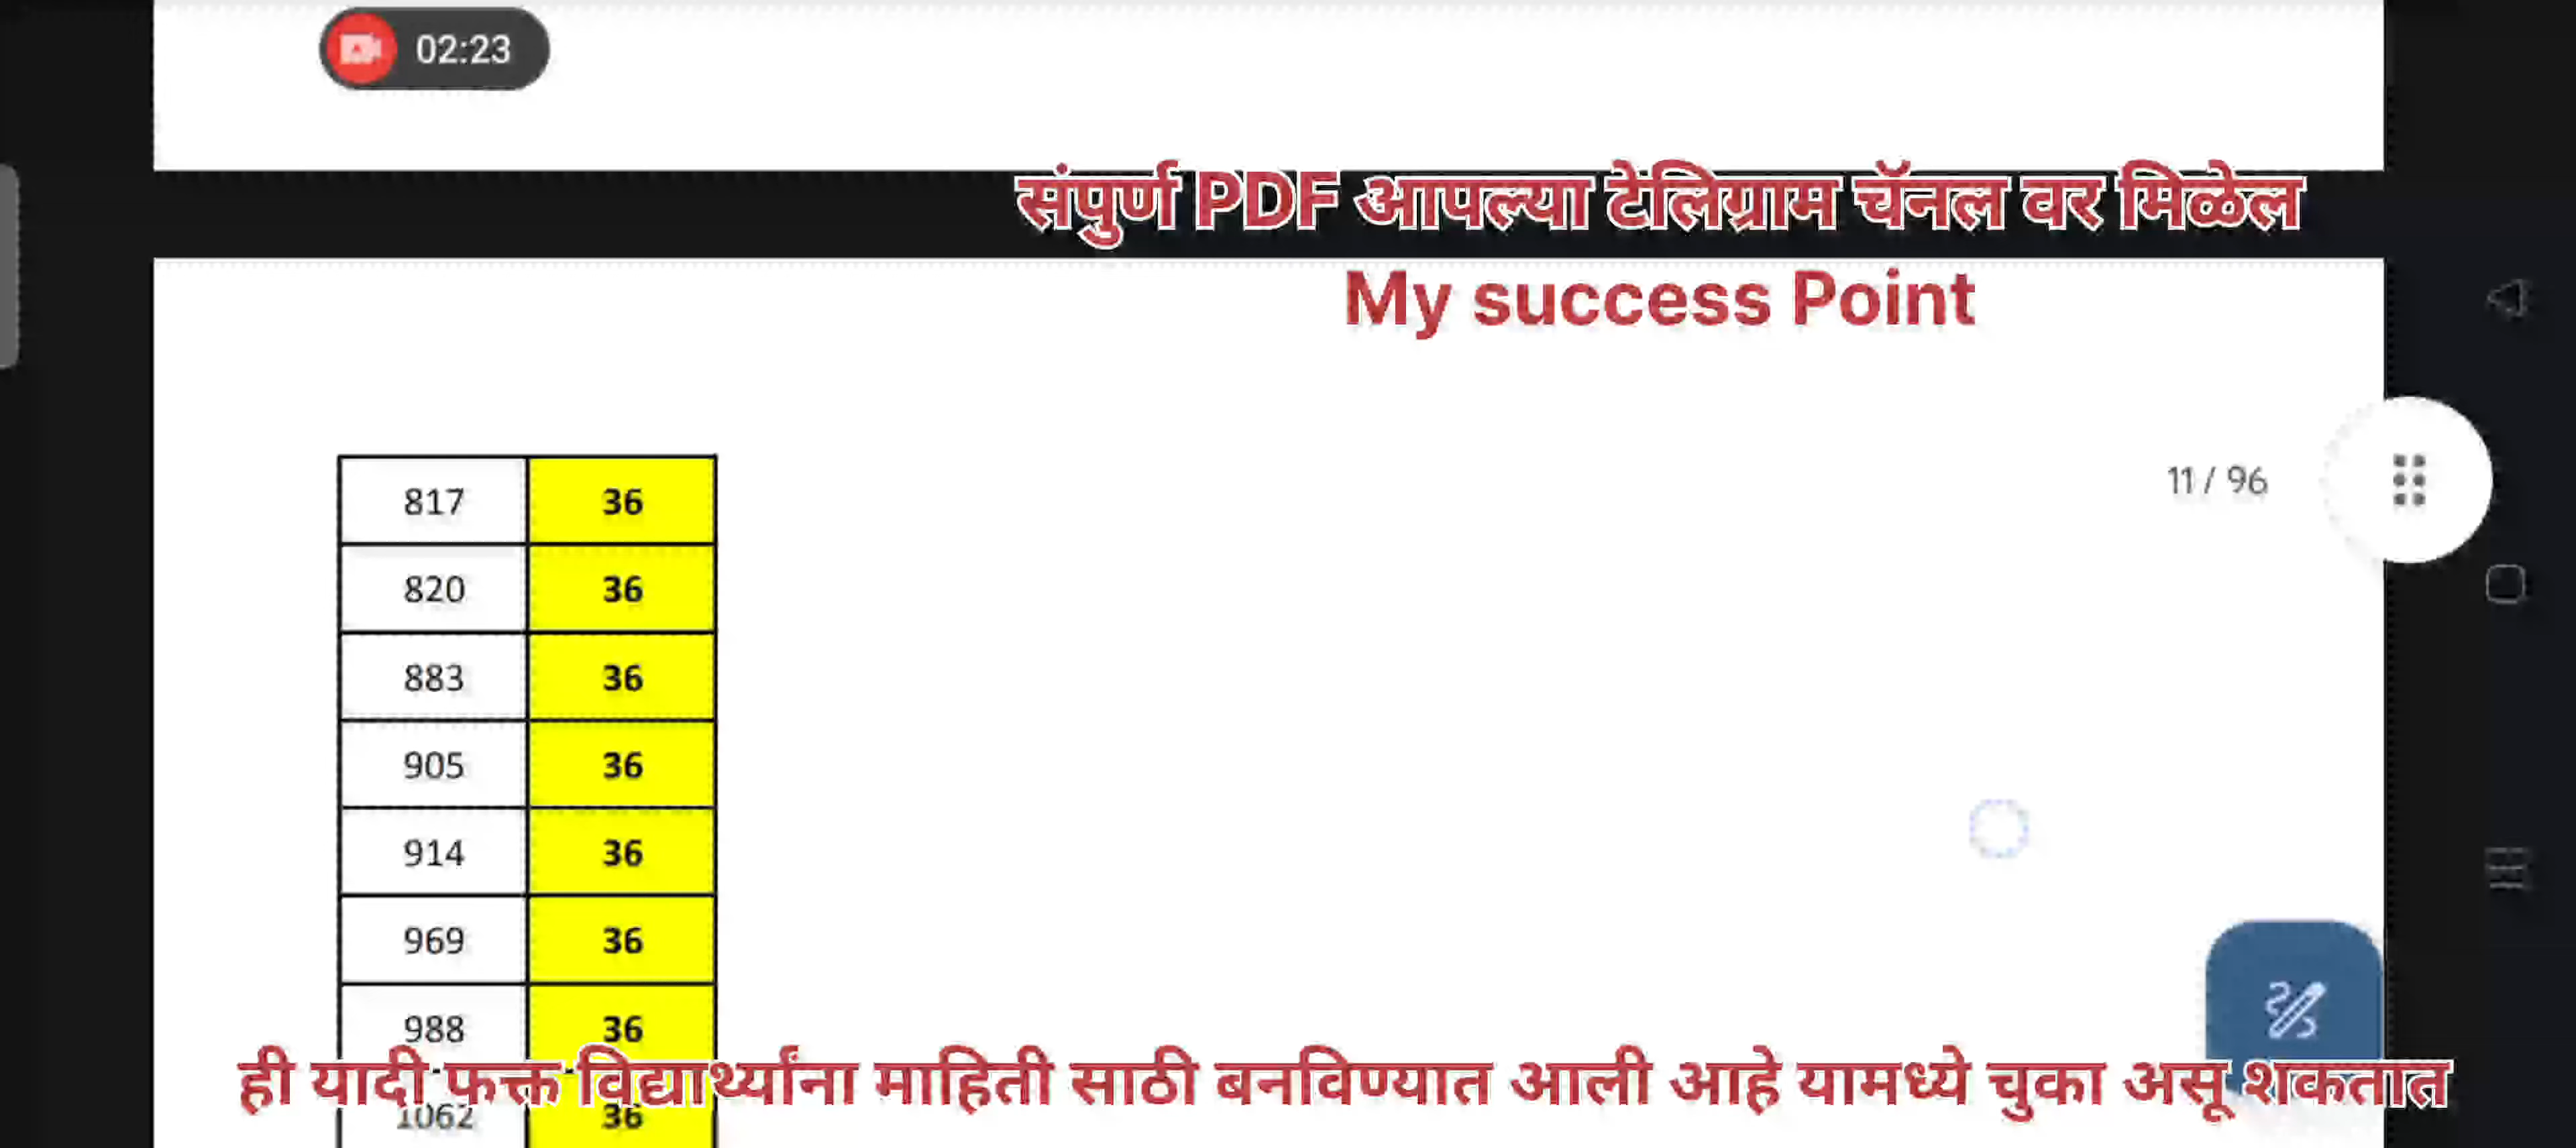 02:23
संपुर्ण PDF आपल्या टेलिग्राम चॅनल वर मिळेल
My success Point
11 / 96
817 36
820 36
883 36
905 36
914 36
969 36
988 36
ही यादी फक्त विद्यार्थ्यांना माहिती साठी बनविण्यात आली आहे यामध्ये चुका असू शकतात
1062 36